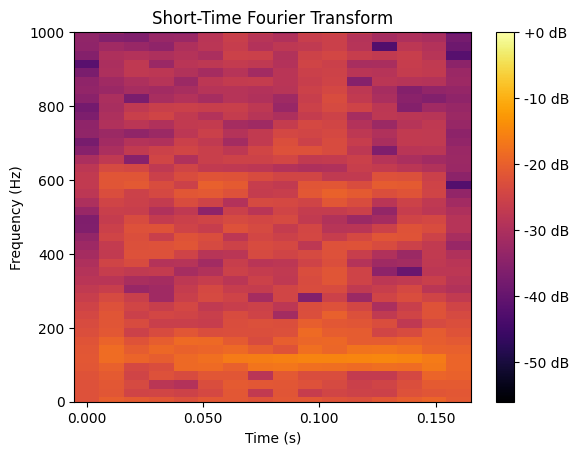 Short-Time Fourier Transform
1000
800
600
400
200
0
Frequency (Hz)
0.000
0.050
0.100
0.150
Time (s)
+0 dB
-10 dB
-20 dB
-30 dB
-40 dB
-50 dB